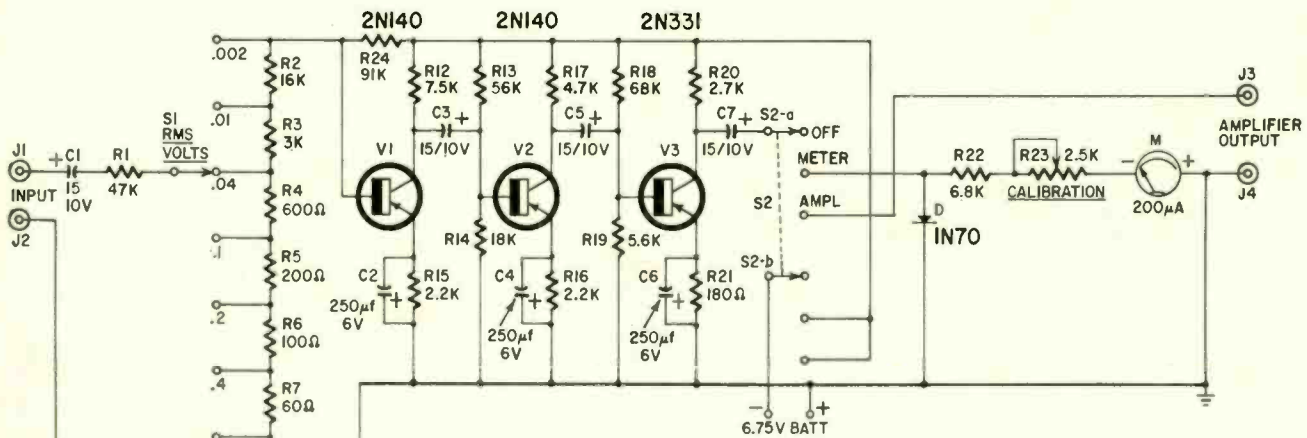 2N140
2N140
2N331
.002
R2
16K
R24
91K
R12
7.5K
R13
56K
R17
4.7K
R18
68K
R20
2.7K
J3
.01
S1
RMS
VOLTS
R3
3K
C3
+
15/10V
C5
+
15/10V
C7
+
15/10V
S2-a
OFF
AMPLIFIER
OUTPUT
J1
INPUT
J2
+
C1
15
10V
R1
47K
.04
V1
V2
V3
METER
R22
6.8K
R23
2.5K
CALIBRATION
-
M
+
200μA
J4
R4
600Ω
S2
AMPL
D
1N70
R14
18K
R19
5.6K
.1
R5
200Ω
C2
+
250μf
6V
R15
2.2K
C4
+
250μf
6V
R16
2.2K
C6
+
250μf
6V
R21
180Ω
S2-b
.2
R6
100Ω
.4
R7
60Ω
-
+
6.75V BATT